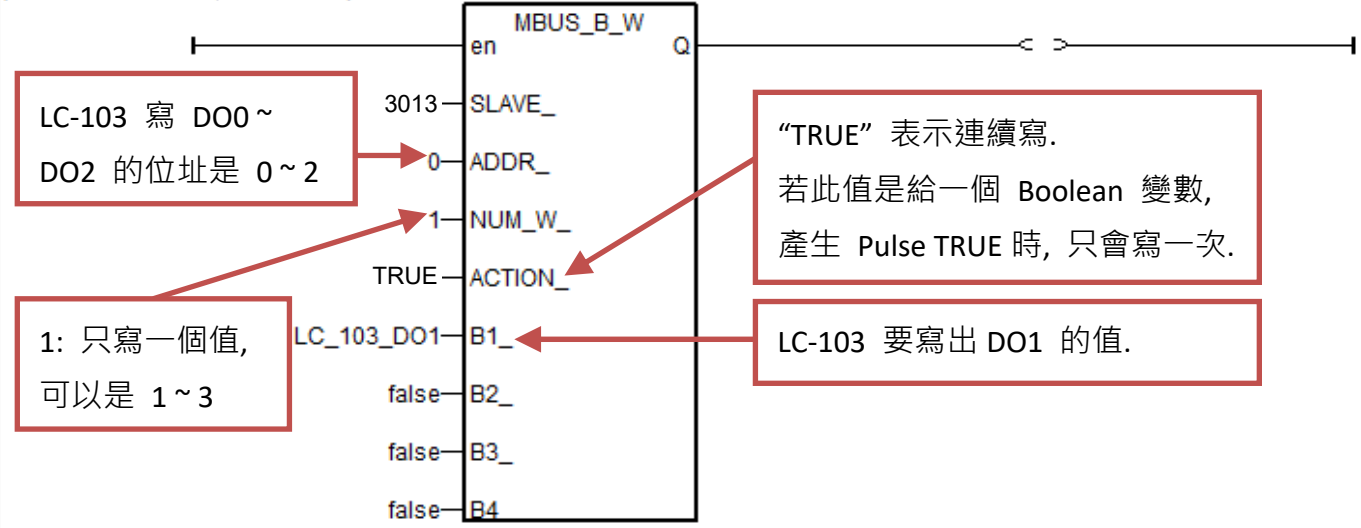 MBUS_B_W
en Q
LC-103 寫 DO0 ~
DO2 的位址是 0 ~ 2
3013 SLAVE_
0 ADDR_
1 NUM_W_
TRUE ACTION_
“TRUE” 表示連續寫.
若此值是給一個 Boolean 變數,
產生 Pulse TRUE 時, 只會寫一次.
1: 只寫一個值,
可以是 1 ~ 3
LC_103_DO1 B1_
LC-103 要寫出 DO1 的值.
false B2_
false B3_
false B4